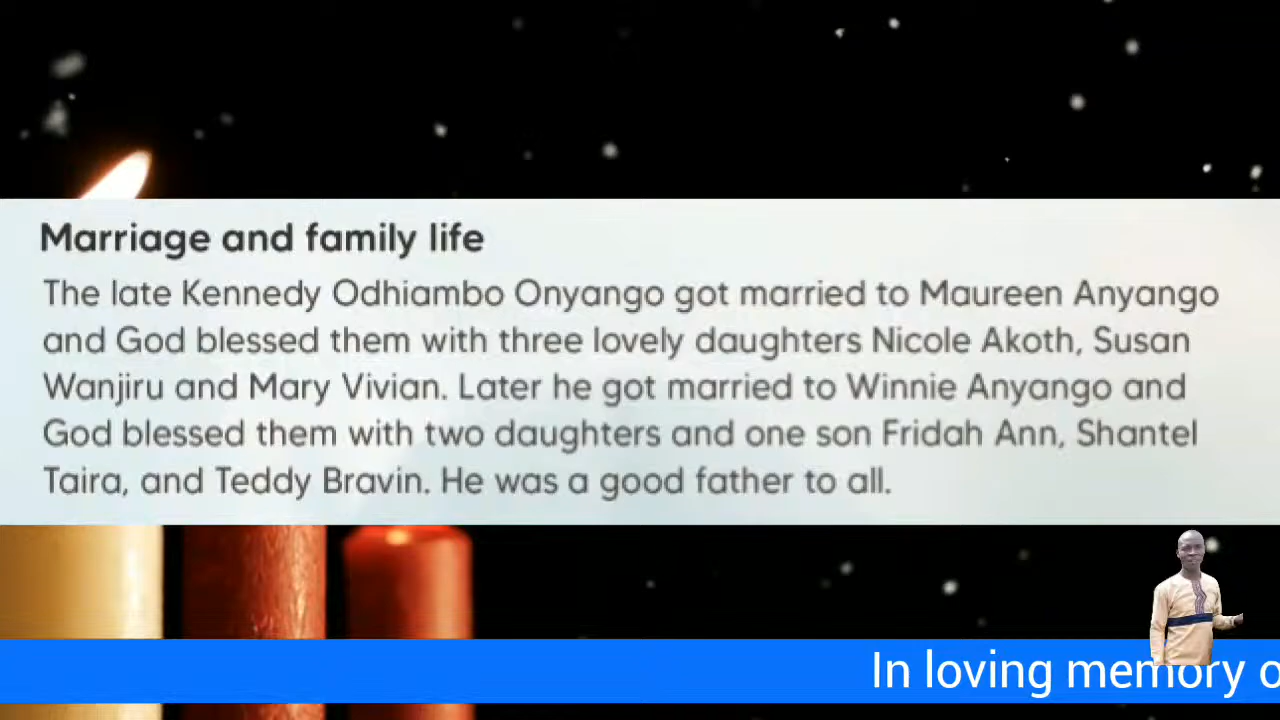 Marriage and family life
The late Kennedy Odhiambo Onyango got married to Maureen Anyango
and God blessed them with three lovely daughters Nicole Akoth, Susan
Wanjiru and Mary Vivian. Later he got married to Winnie Anyango and
God blessed them with two daughters and one son Fridah Ann, Shantel
Taira, and Teddy Bravin. He was a good father to all.
In loving memory